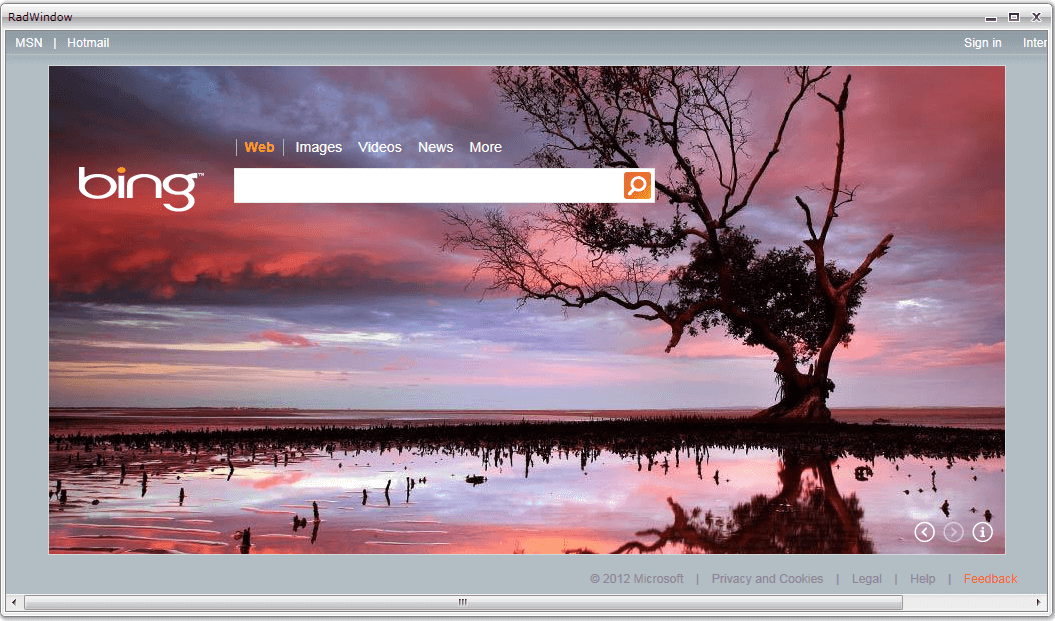 RadWindow
MSN | Hotmail Sign in Inter
Web | Images Videos News More
bing™
© 2012 Microsoft | Privacy and Cookies | Legal | Help | Feedback